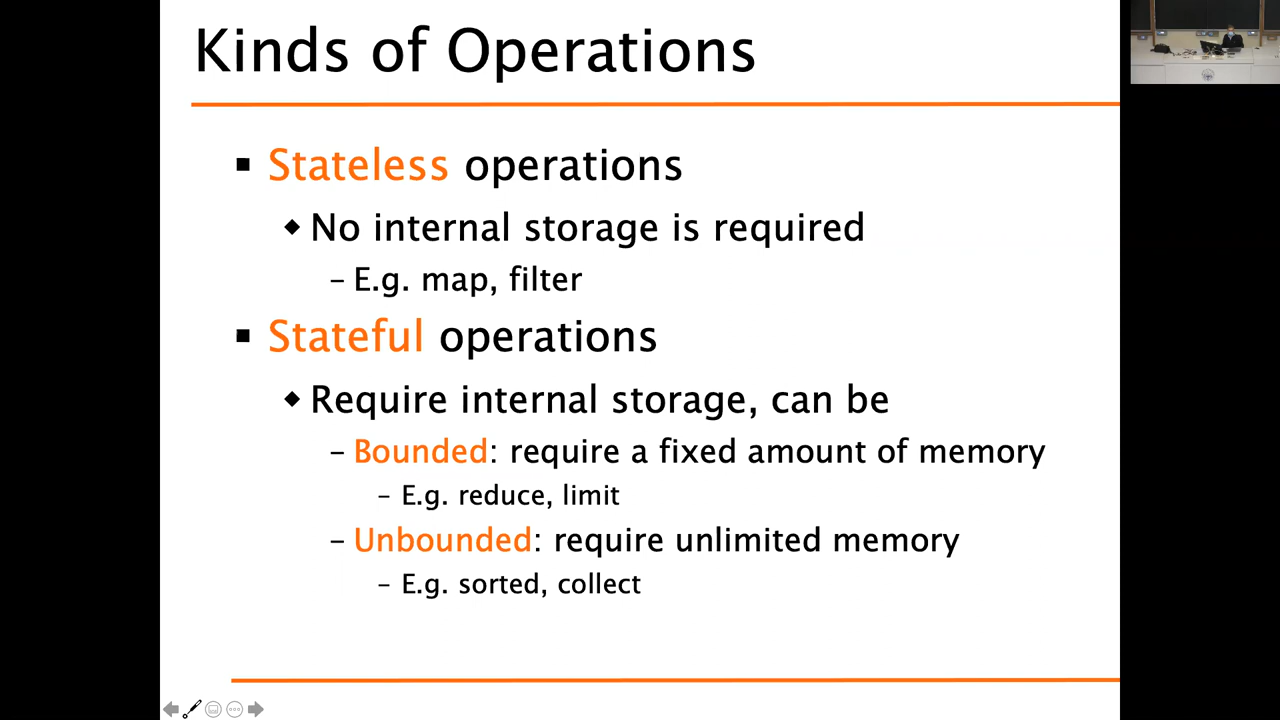 Kinds of Operations
▪ Stateless operations
◆ No internal storage is required
– E.g. map, filter
▪ Stateful operations
◆ Require internal storage, can be
– Bounded: require a fixed amount of memory
– E.g. reduce, limit
– Unbounded: require unlimited memory
– E.g. sorted, collect